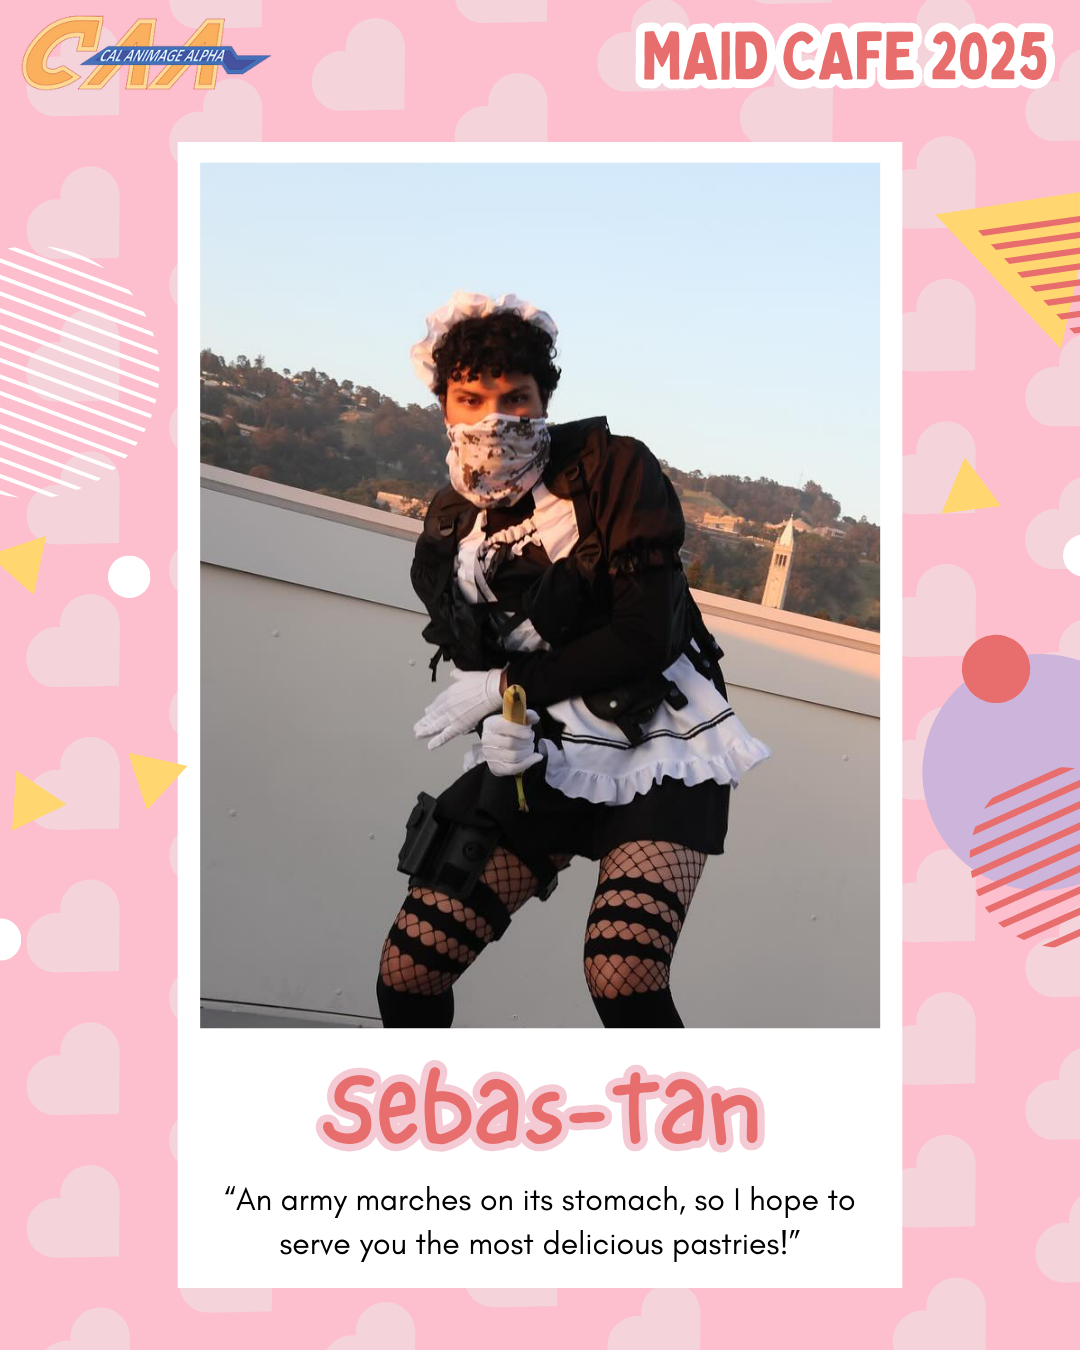 CAA
CAL ANIMAGE ALPHA
MAID CAFE 2025
sebas-tan
“An army marches on its stomach, so I hope to
serve you the most delicious pastries!”